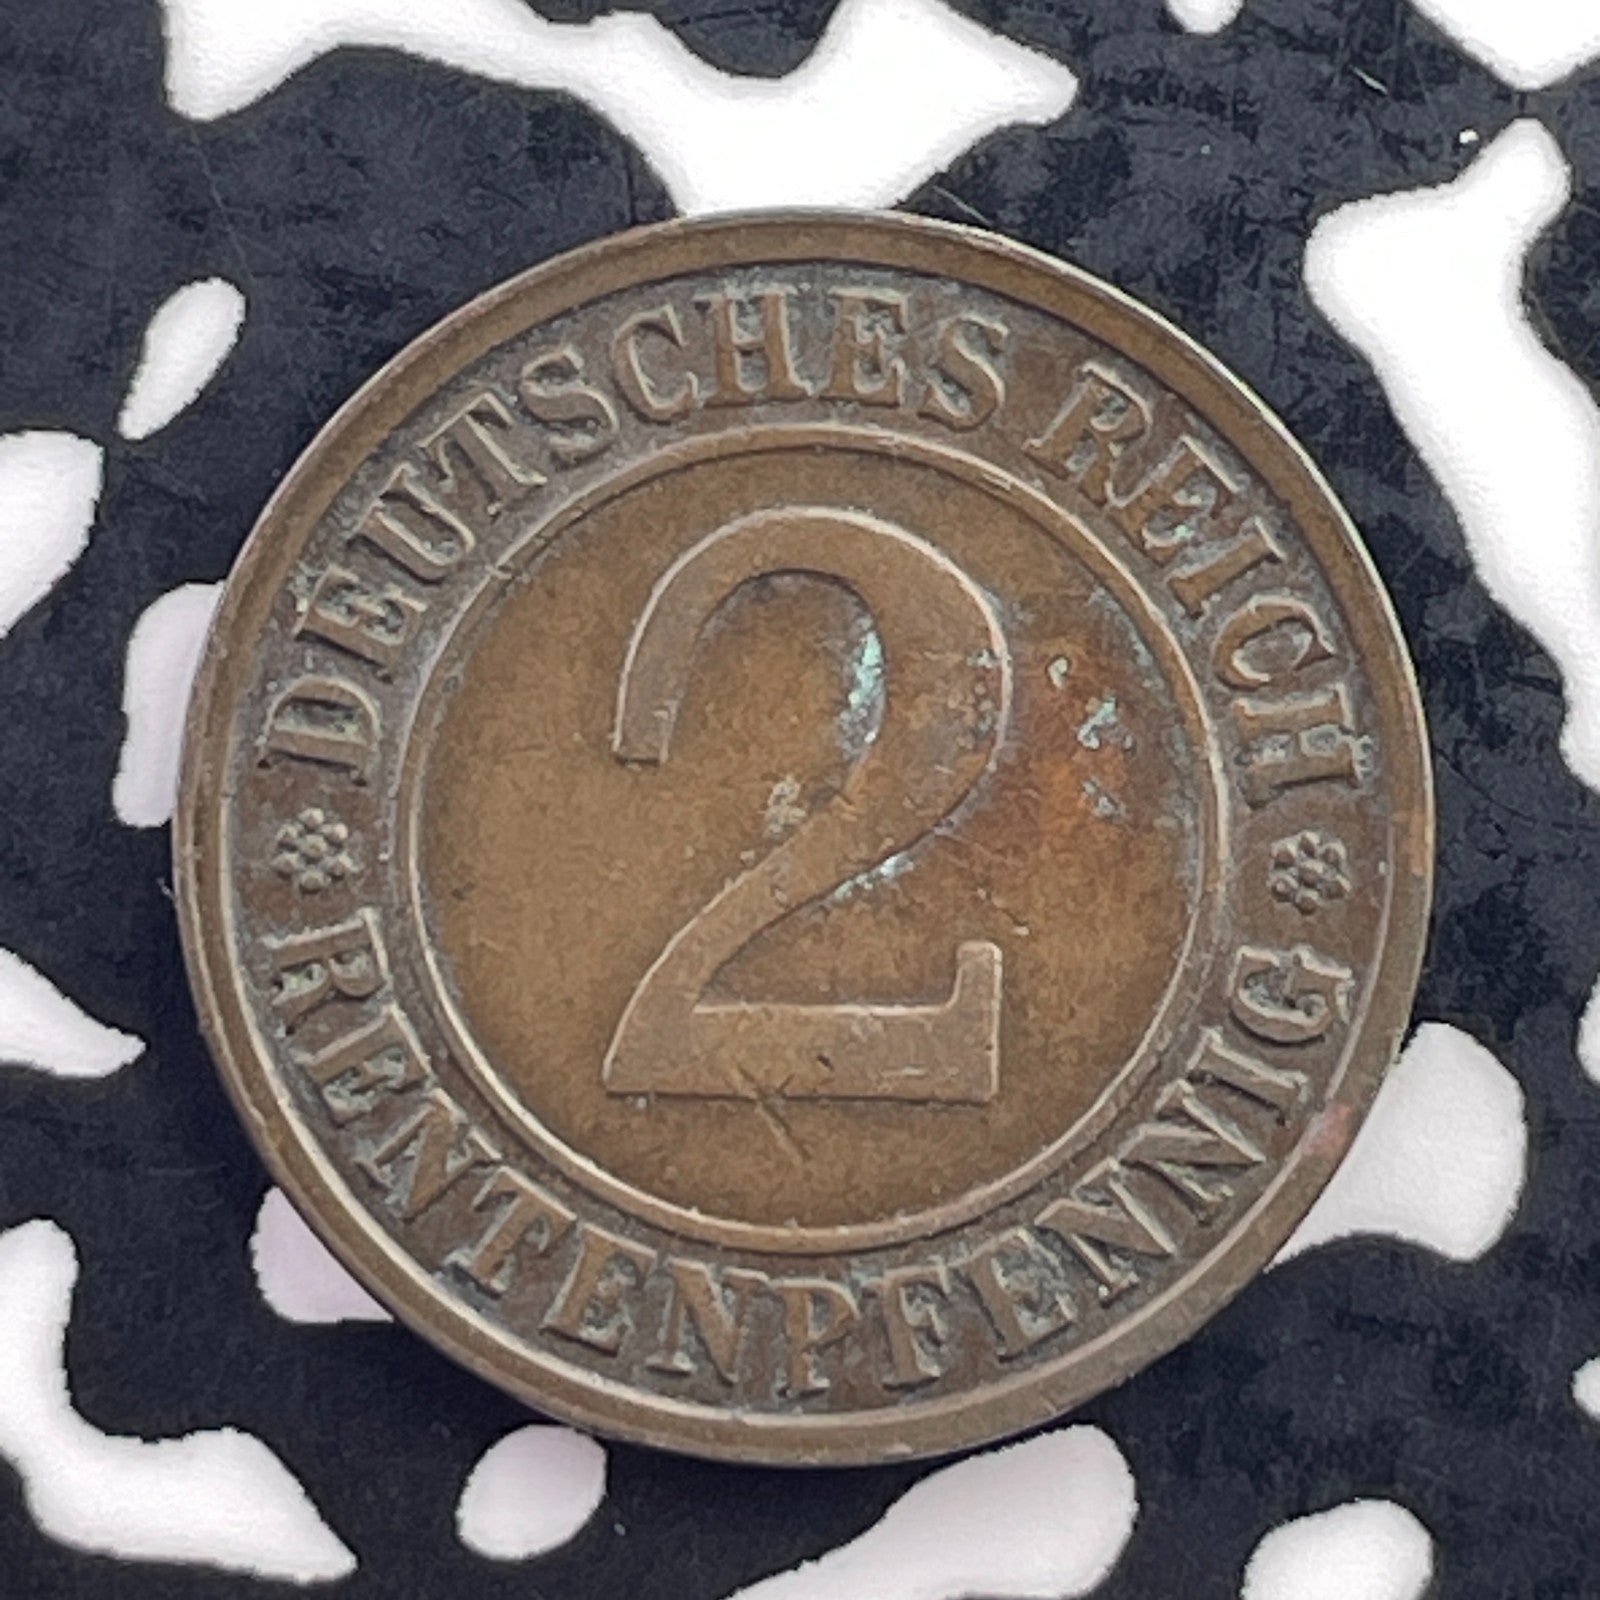 DEUTSCHES REICH
2
RENTENPFENNIG